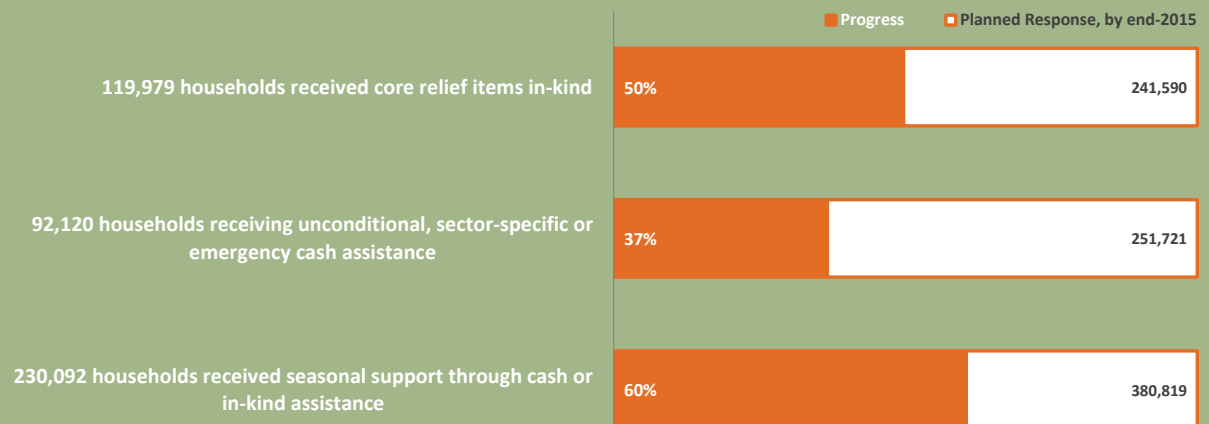 Progress Planned Response, by end-2015
119,979 households received core relief items in-kind 50% 241,590
92,120 households receiving unconditional, sector-specific or
emergency cash assistance
37% 251,721
230,092 households received seasonal support through cash or
in-kind assistance
60% 380,819